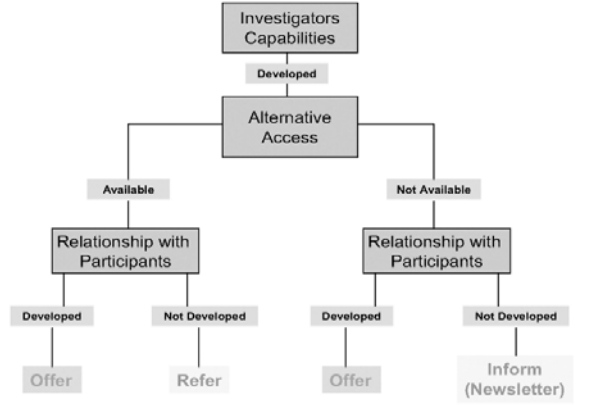 Investigators
Capabilities
Developed
Alternative
Access
Available
Not Available
Relationship with
Participants
Relationship with
Participants
Developed
Not Developed
Developed
Not Developed
Offer
Refer
Offer
Inform
(Newsletter)